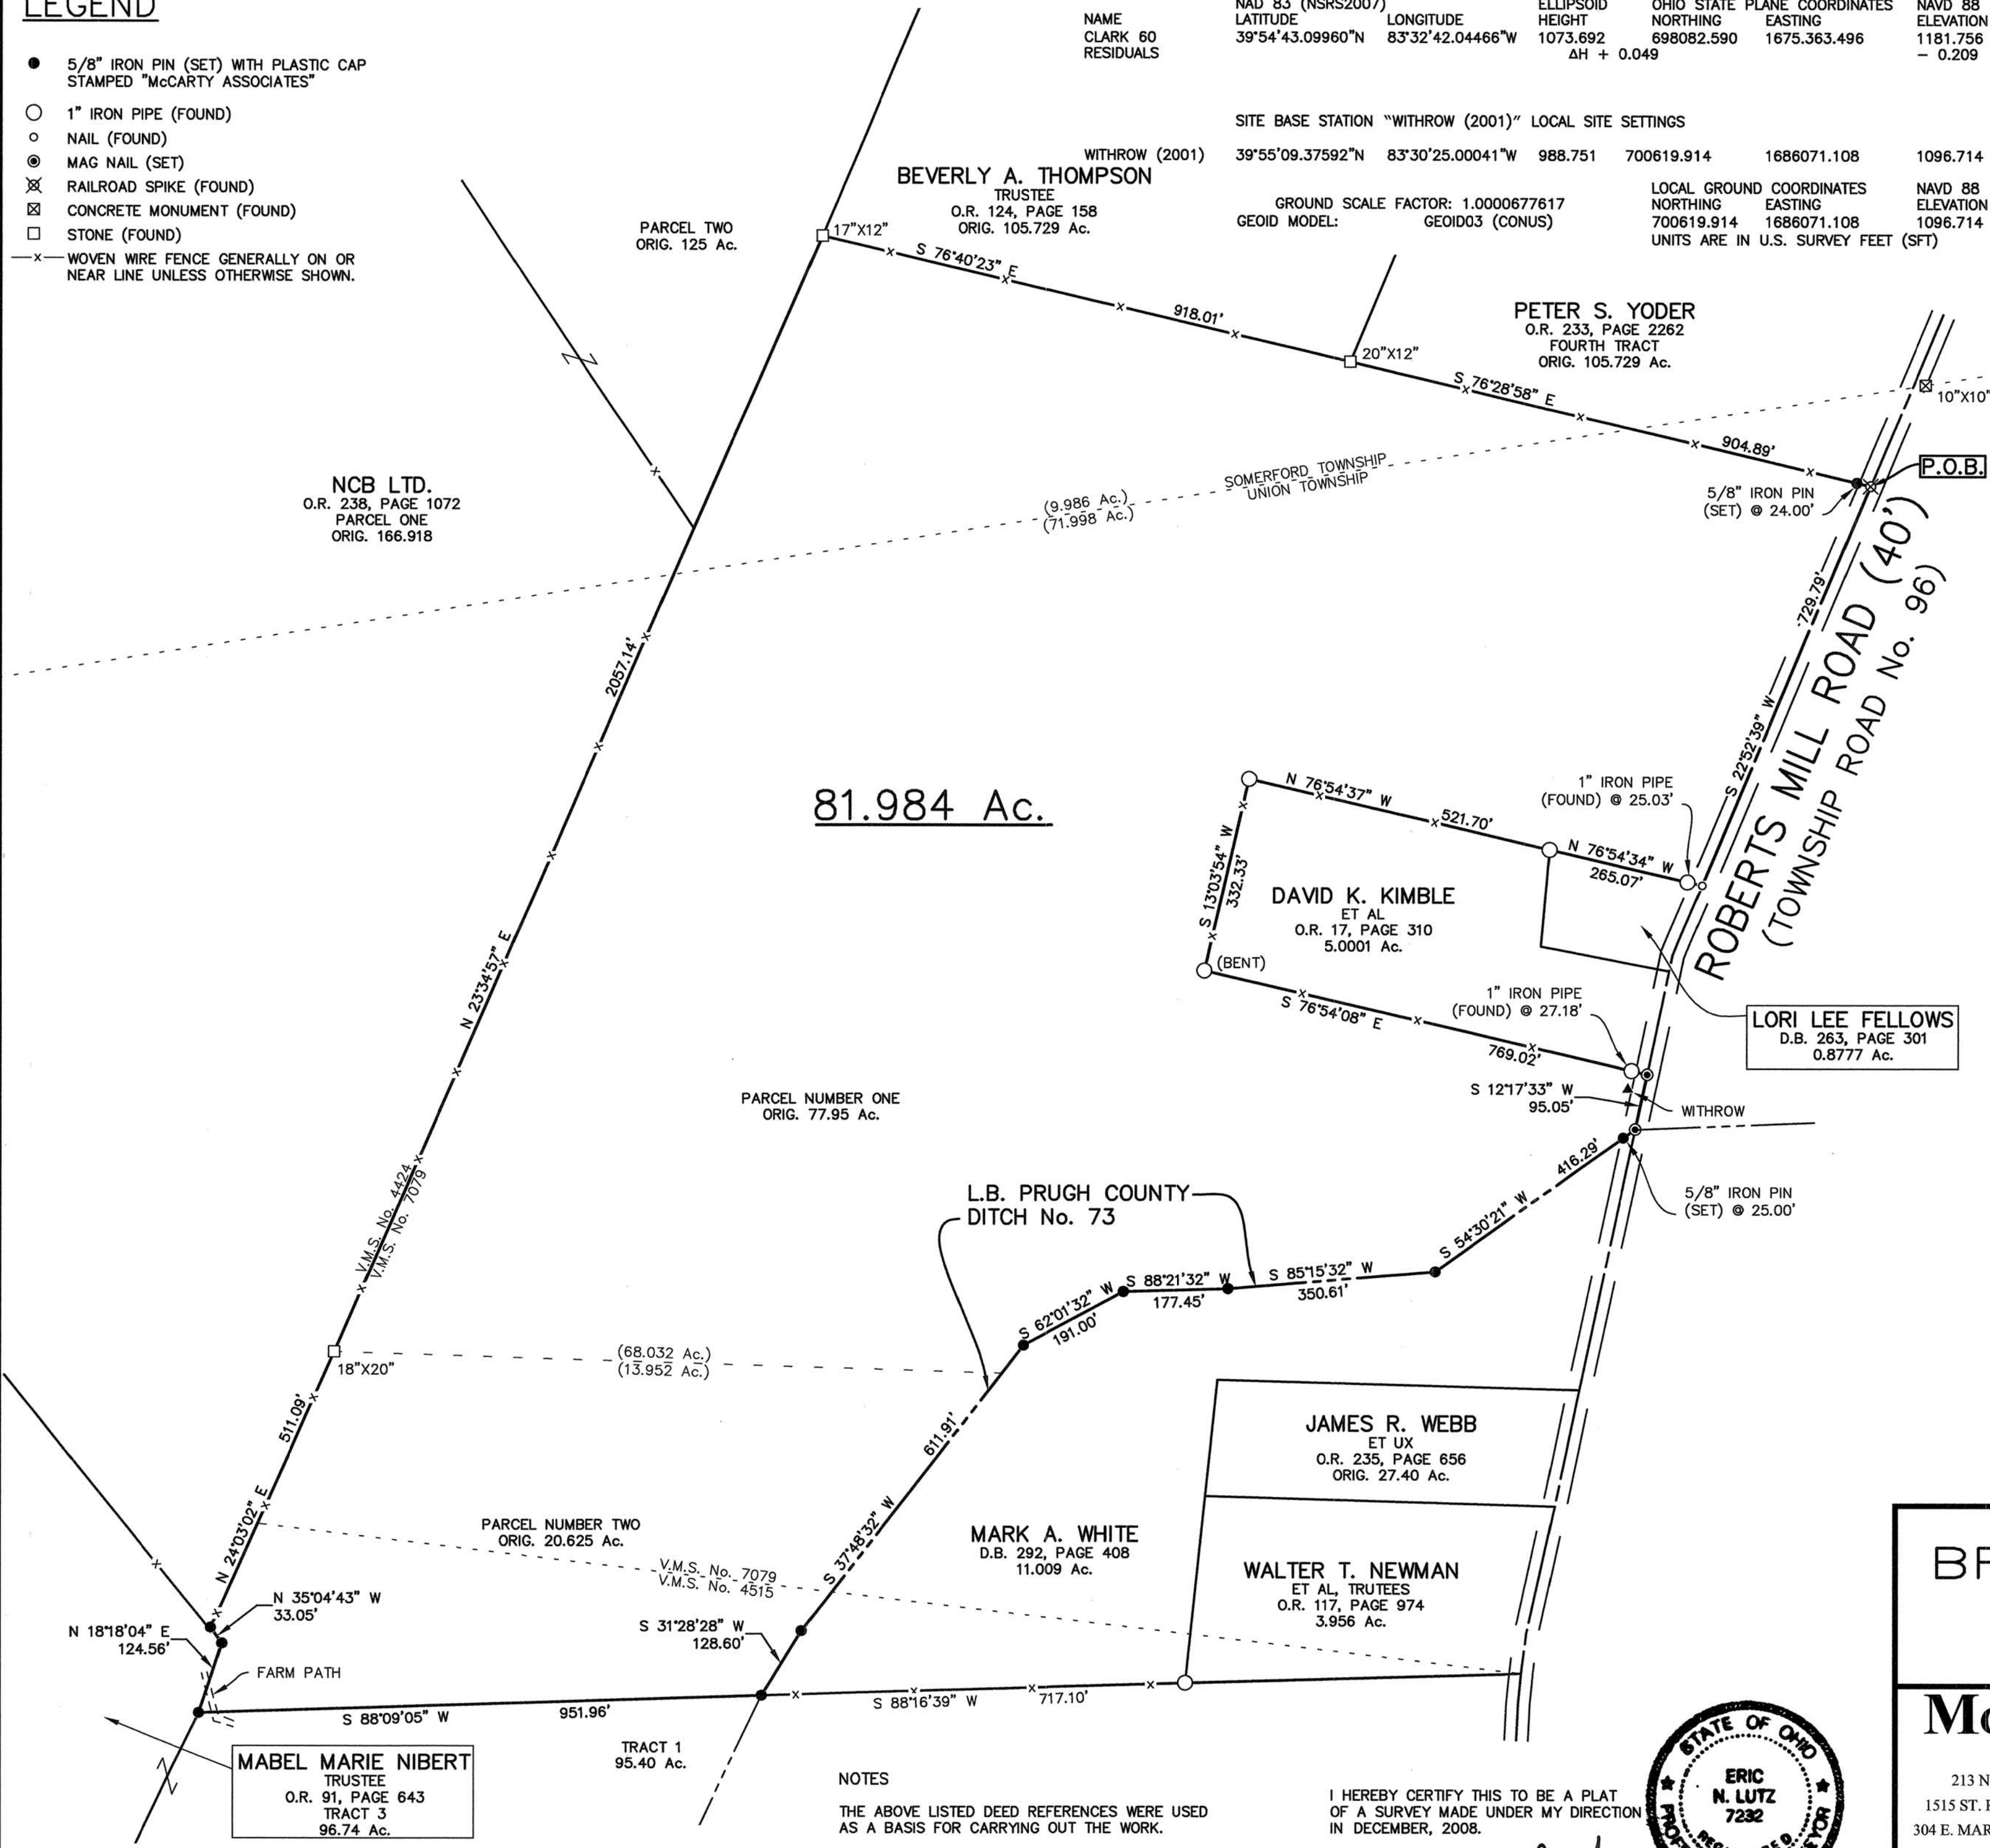 LEGEND
5/8" IRON PIN (SET) WITH PLASTIC CAP
STAMPED "McCARTY ASSOCIATES"
1" IRON PIPE (FOUND)
NAIL (FOUND)
MAG NAIL (SET)
RAILROAD SPIKE (FOUND)
CONCRETE MONUMENT (FOUND)
STONE (FOUND)
x WOVEN WIRE FENCE GENERALLY ON OR
NEAR LINE UNLESS OTHERWISE SHOWN.
NAD 83 (NSRS2007) ELLIPSOID OHIO STATE PLANE COORDINATES NAVD 88
NAME LATITUDE LONGITUDE HEIGHT NORTHING EASTING ELEVATION
CLARK 60 39°54'43.09960"N 83°32'42.04466"W 1073.692 698082.590 1675.363.496 1181.756
RESIDUALS ΔH + 0.049 - 0.209
SITE BASE STATION "WITHROW (2001)" LOCAL SITE SETTINGS
WITHROW (2001) 39°55'09.37592"N 83°30'25.00041"W 988.751 700619.914 1686071.108 1096.714
LOCAL GROUND COORDINATES NAVD 88
GROUND SCALE FACTOR: 1.0000677617 NORTHING EASTING ELEVATION
GEOID MODEL: GEOID03 (CONUS) 700619.914 1686071.108 1096.714
UNITS ARE IN U.S. SURVEY FEET (SFT)
BEVERLY A. THOMPSON
TRUSTEE
O.R. 124, PAGE 158
ORIG. 105.729 Ac.
PARCEL TWO
ORIG. 125 Ac.
17"X12"
S 76°40'23" E
918.01'
20"X12"
PETER S. YODER
O.R. 233, PAGE 2262
FOURTH TRACT
ORIG. 105.729 Ac.
S 76°28'58" E
904.89'
10"X10"
P.O.B.
5/8" IRON PIN
(SET) @ 24.00'
NCB LTD.
O.R. 238, PAGE 1072
PARCEL ONE
ORIG. 166.918
SOMERFORD TOWNSHIP
UNION TOWNSHIP
(9.986 Ac.)
(71.998 Ac.)
729.79'
S 22°52'39" W
ROBERTS MILL ROAD (40')
(TOWNSHIP ROAD No. 96)
2057.14'
N 23°34'57" E
81.984 Ac.
1" IRON PIPE
(FOUND) @ 25.03'
N 76°54'37" W
521.70'
N 76°54'34" W
265.07'
S 13°03'54" W
332.33'
DAVID K. KIMBLE
ET AL
O.R. 17, PAGE 310
5.0001 Ac.
(BENT)
S 76°54'08" E
769.02'
1" IRON PIPE
(FOUND) @ 27.18'
LORI LEE FELLOWS
D.B. 263, PAGE 301
0.8777 Ac.
S 12°17'33" W
95.05'
WITHROW
PARCEL NUMBER ONE
ORIG. 77.95 Ac.
416.29'
S 54°30'21" W
5/8" IRON PIN
(SET) @ 25.00'
V.M.S. No. 4424
V.M.S. No. 7079
L.B. PRUGH COUNTY
DITCH No. 73
S 62°01'32" W
191.00'
S 88°21'32" W
177.45'
S 85°15'32" W
350.61'
18"X20"
(68.032 Ac.)
(13.952 Ac.)
511.09'
N 24°03'02" E
611.91'
S 37°48'32" W
JAMES R. WEBB
ET UX
O.R. 235, PAGE 656
ORIG. 27.40 Ac.
PARCEL NUMBER TWO
ORIG. 20.625 Ac.
V.M.S. No. 7079
V.M.S. No. 4515
MARK A. WHITE
D.B. 292, PAGE 408
11.009 Ac.
WALTER T. NEWMAN
ET AL, TRUTEES
O.R. 117, PAGE 974
3.956 Ac.
N 35°04'43" W
33.05'
N 18°18'04" E
124.56'
S 31°28'28" W
128.60'
FARM PATH
S 88°09'05" W
951.96'
S 88°16'39" W
717.10'
MABEL MARIE NIBERT
TRUSTEE
O.R. 91, PAGE 643
TRACT 3
96.74 Ac.
TRACT 1
95.40 Ac.
NOTES
THE ABOVE LISTED DEED REFERENCES WERE USED
AS A BASIS FOR CARRYING OUT THE WORK.
I HEREBY CERTIFY THIS TO BE A PLAT
OF A SURVEY MADE UNDER MY DIRECTION
IN DECEMBER, 2008.
STATE OF OHIO
ERIC
N. LUTZ
7232
213 N
1515 ST.
304 E. MAR